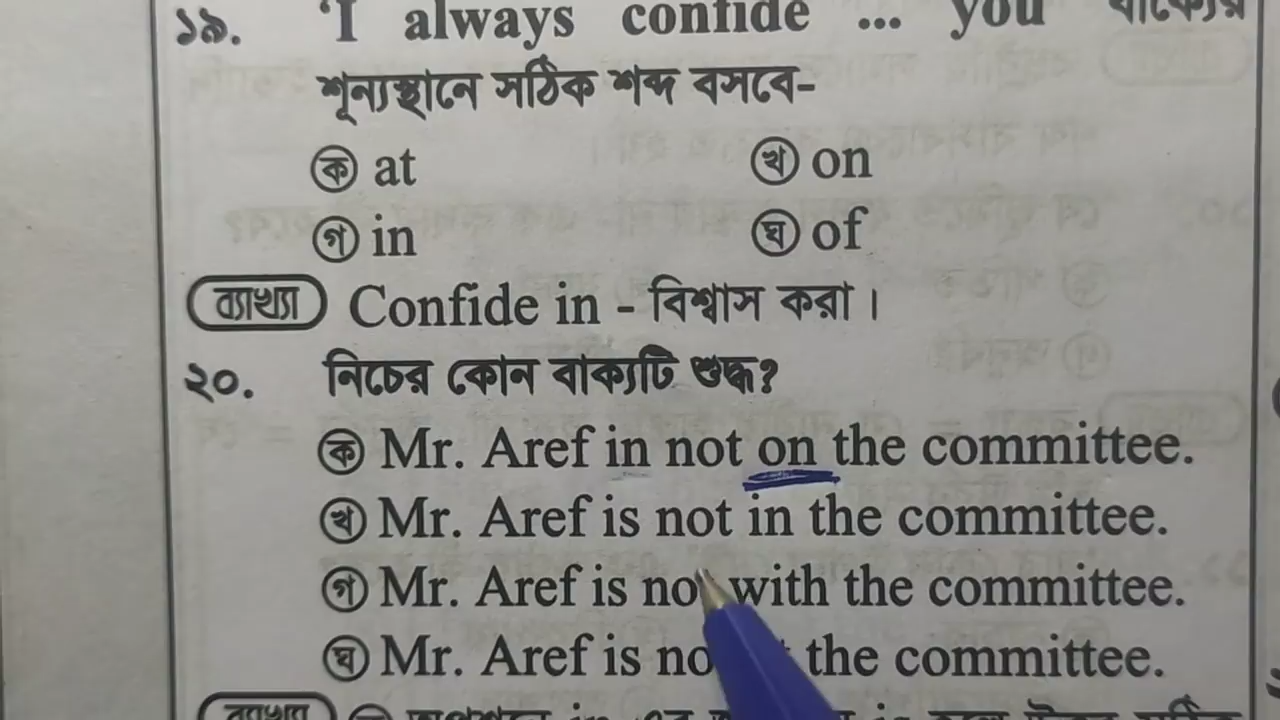 ১৯. ‘I always confide ... you বাক্যের
শূন্যস্থানে সঠিক শব্দ বসবে-
ক at খ on
গ in ঘ of
ব্যাখ্যা Confide in - বিশ্বাস করা।
২০. নিচের কোন বাক্যটি শুদ্ধ?
ক Mr. Aref in not on the committee.
খ Mr. Aref is not in the committee.
গ Mr. Aref is not with the committee.
ঘ Mr. Aref is the committee.
ব্যাখ্যা